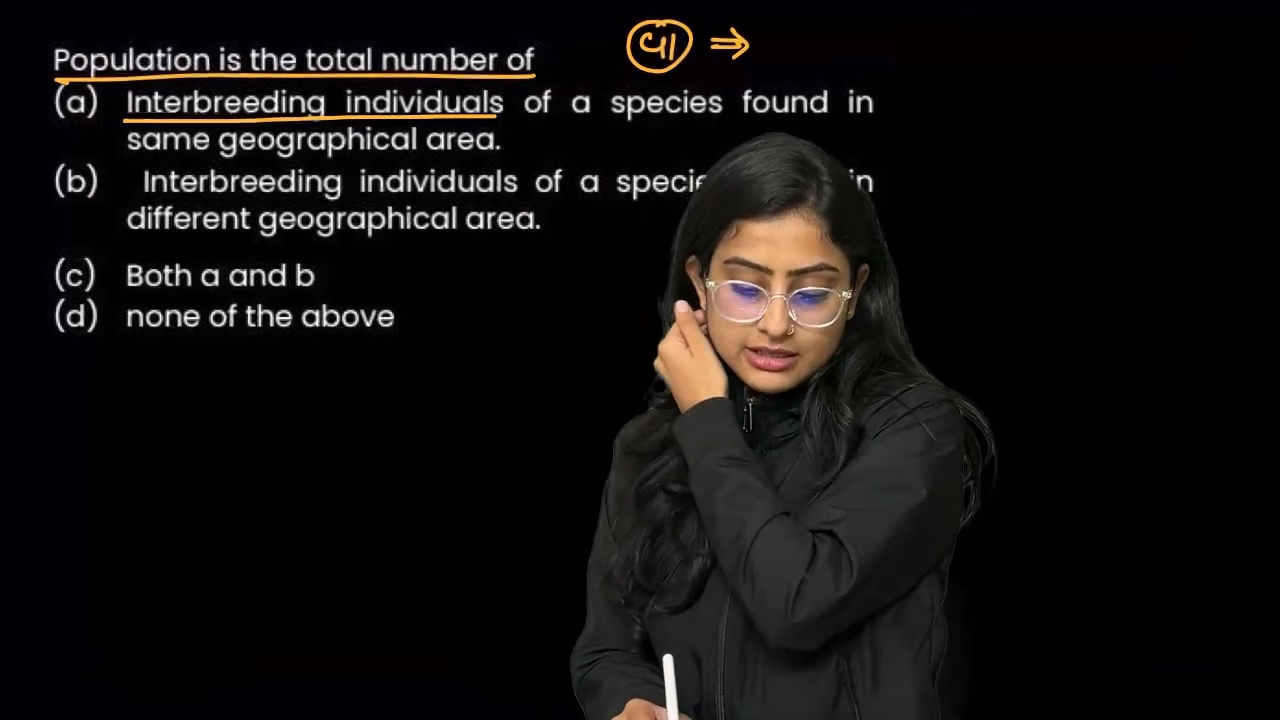 Population is the total number of
(a) Interbreeding individuals of a species found in
same geographical area.
(b) Interbreeding individuals of a in
different geographical area.
(c) Both a and b
(d) none of the above